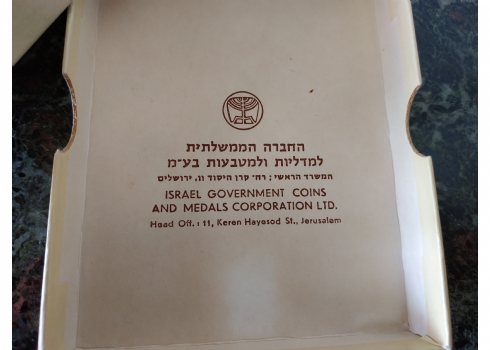 החברה הממשלתית
למדליות ולמטבעות בע״מ
המשרד הראשי; רח׳ קרן היסוד 11, ירושלים
ISRAEL GOVERNMENT COINS
AND MEDALS CORPORATION LTD.
Head Off. : 11, Keren Hayesod St., Jerusalem